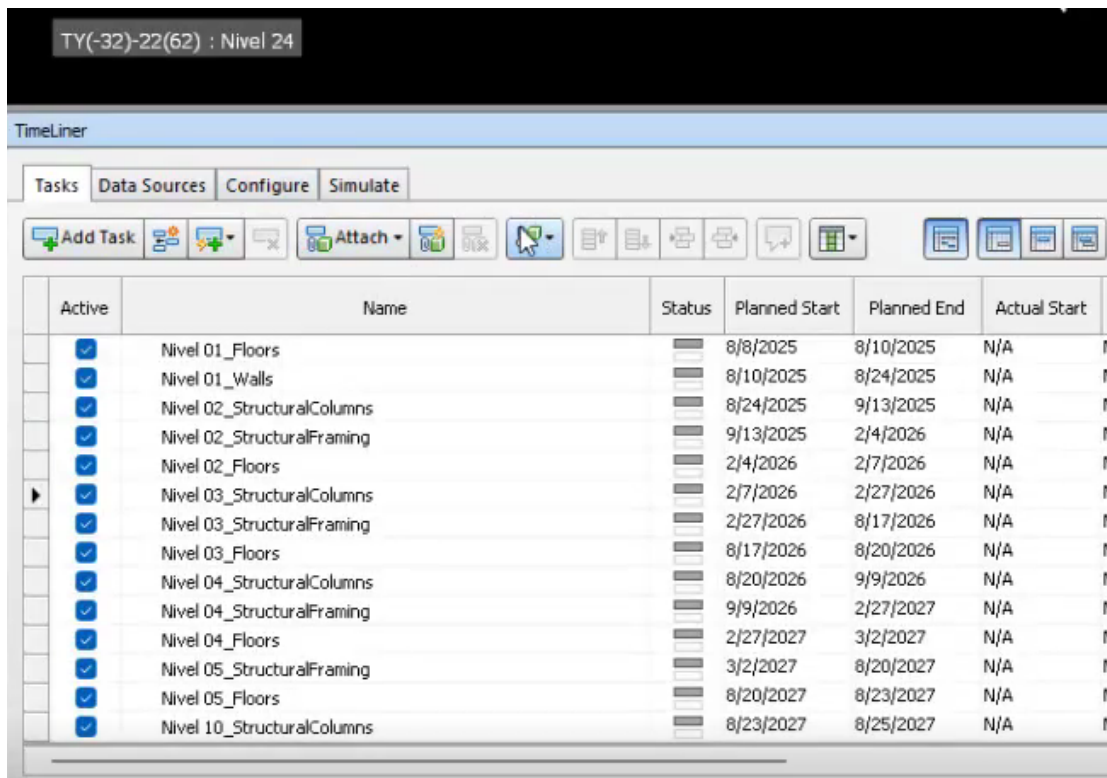 TY(-32)-22(62) : Nivel 24
TimeLiner
Tasks Data Sources Configure Simulate
Add Task Attach
Active Name Status Planned Start Planned End Actual Start
Nivel 01_Floors 8/8/2025 8/10/2025 N/A
Nivel 01_Walls 8/10/2025 8/24/2025 N/A
Nivel 02_StructuralColumns 8/24/2025 9/13/2025 N/A
Nivel 02_StructuralFraming 9/13/2025 2/4/2026 N/A
Nivel 02_Floors 2/4/2026 2/7/2026 N/A
Nivel 03_StructuralColumns 2/7/2026 2/27/2026 N/A
Nivel 03_StructuralFraming 2/27/2026 8/17/2026 N/A
Nivel 03_Floors 8/17/2026 8/20/2026 N/A
Nivel 04_StructuralColumns 8/20/2026 9/9/2026 N/A
Nivel 04_StructuralFraming 9/9/2026 2/27/2027 N/A
Nivel 04_Floors 2/27/2027 3/2/2027 N/A
Nivel 05_StructuralFraming 3/2/2027 8/20/2027 N/A
Nivel 05_Floors 8/20/2027 8/23/2027 N/A
Nivel 10_StructuralColumns 8/23/2027 8/25/2027 N/A